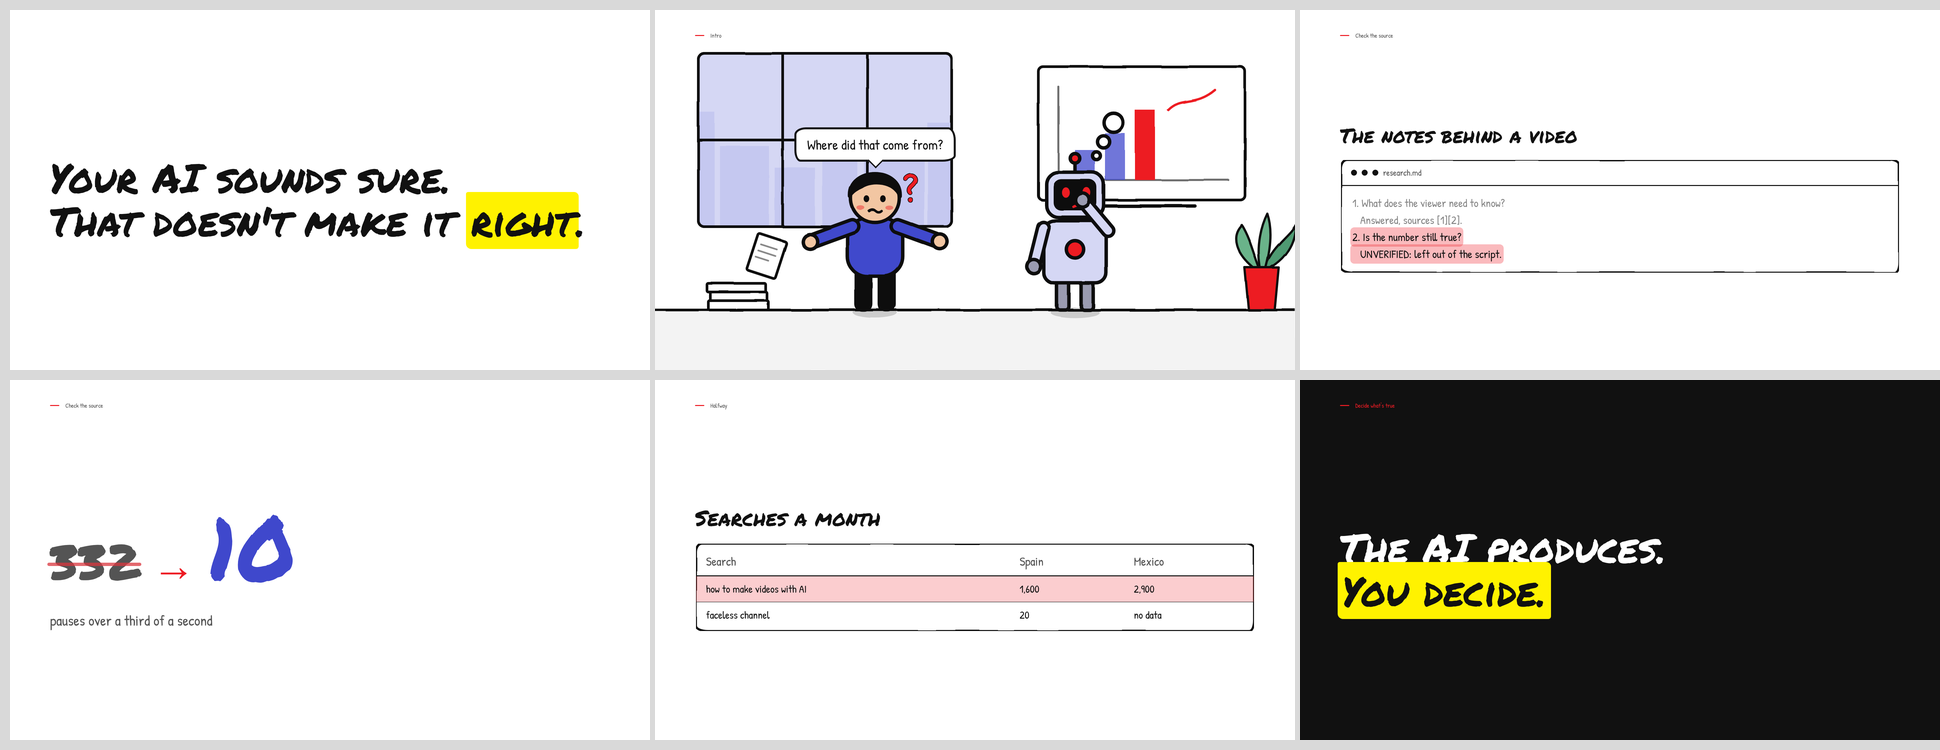 Your AI sounds sure.
That doesn't make it right.
Intro
Where did that come from?
?
Check the source
The notes behind a video
research.md
1. What does the viewer need to know?
Answered, sources [1][2].
2. Is the number still true?
UNVERIFIED: left out of the script.
Check the source
332 → 10
pauses over a third of a second
Halfway
Searches a month
Search Spain Mexico
how to make videos with AI 1,600 2,900
faceless channel 20 no data
Decide what's true
The AI produces.
You decide.